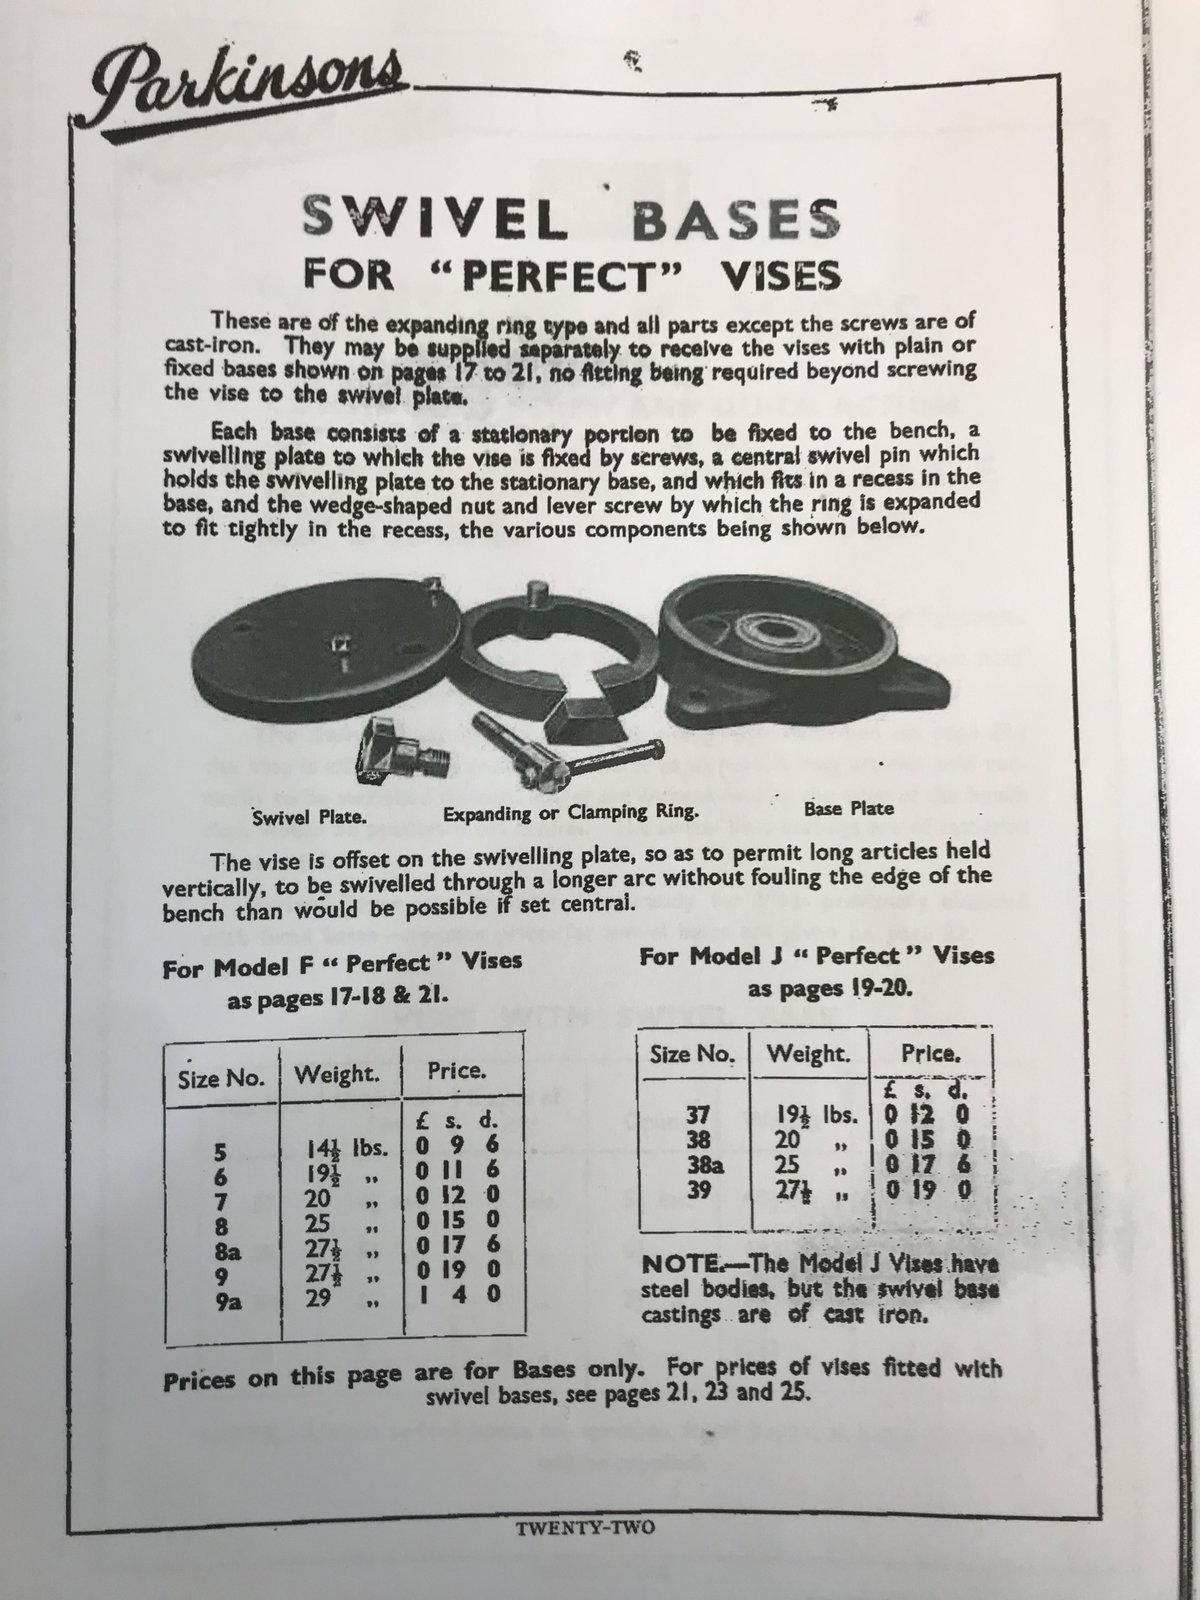 Parkinsons
SWIVEL BASES
FOR "PERFECT" VISES
These are of the expanding ring type and all parts except the screws are of
cast-iron. They may be supplied separately to receive the vises with plain or
fixed bases shown on pages 17 to 21, no fitting being required beyond screwing
the vise to the swivel plate.
Each base consists of a stationary portion to be fixed to the bench, a
swivelling plate to which the vise is fixed by screws, a central swivel pin which
holds the swivelling plate to the stationary base, and which fits in a recess in the
base, and the wedge-shaped nut and lever screw by which the ring is expanded
to fit tightly in the recess, the various components being shown below.
Swivel Plate. Expanding or Clamping Ring. Base Plate
The vise is offset on the swivelling plate, so as to permit long articles held
vertically, to be swivelled through a longer arc without fouling the edge of the
bench than would be possible if set central.
For Model F "Perfect" Vises
as pages 17-18 & 21.
Size No. Weight. Price.
£ s. d.
5 14½ lbs. 0 9 6
6 19½ ,, 0 11 6
7 20 ,, 0 12 0
8 25 ,, 0 15 0
8a 27½ ,, 0 17 6
9 27½ ,, 0 19 0
9a 29 ,, 1 4 0
For Model J "Perfect" Vises
as pages 19-20.
Size No. Weight. Price.
£ s. d.
37 19½ lbs. 0 12 0
38 20 ,, 0 15 0
38a 25 ,, 0 17 6
39 27½ ,, 0 19 0
NOTE.—The Model J Vises have
steel bodies, but the swivel base
castings are of cast iron.
Prices on this page are for Bases only. For prices of vises fitted with
swivel bases, see pages 21, 23 and 25.
TWENTY-TWO